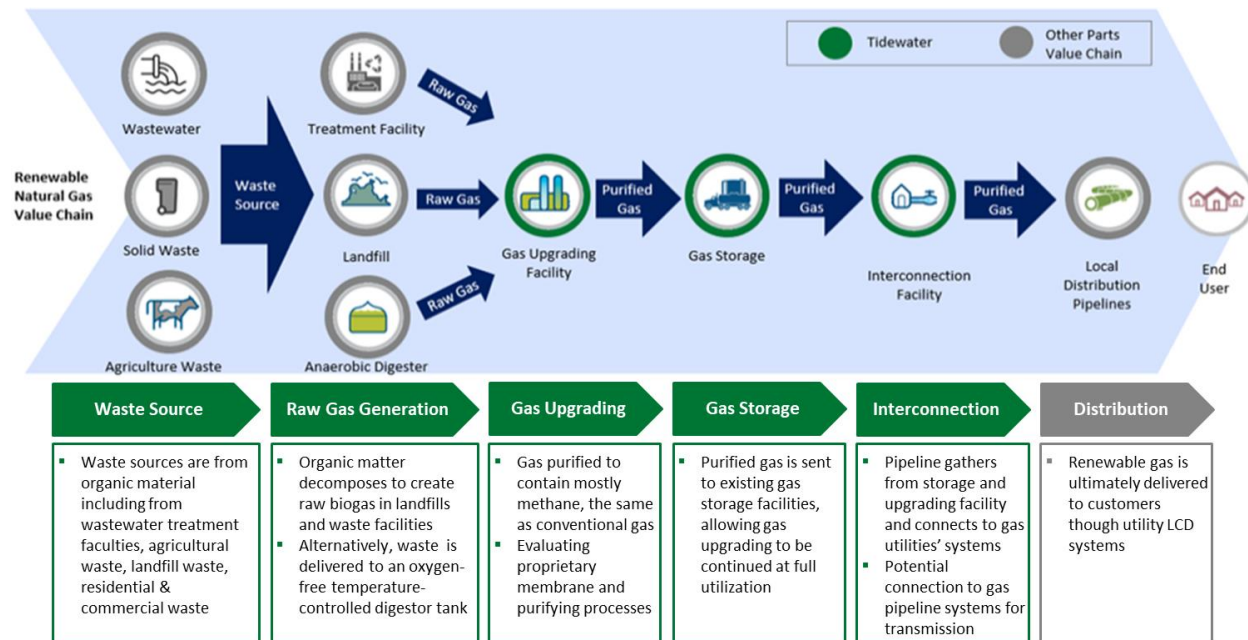 Tidewater
Other Parts
Value Chain
Wastewater
Treatment Facility
Raw Gas
Renewable
Natural Gas
Value Chain
Waste
Source
Raw Gas
Purified
Gas
Purified
Gas
Purified
Gas
Solid Waste
Landfill
Gas Upgrading
Facility
Gas Storage
Interconnection
Facility
Local
Distribution
Pipelines
End
User
Raw Gas
Agriculture Waste
Anaerobic Digester
Waste Source
Raw Gas Generation
Gas Upgrading
Gas Storage
Interconnection
Distribution
▪ Waste sources are from
organic material
including from
wastewater treatment
faculties, agricultural
waste, landfill waste,
residential &
commercial waste
▪ Organic matter
decomposes to create
raw biogas in landfills
and waste facilities
▪ Alternatively, waste is
delivered to an oxygen-
free temperature-
controlled digestor tank
▪ Gas purified to
contain mostly
methane, the same
as conventional gas
▪ Evaluating
proprietary
membrane and
purifying processes
▪ Purified gas is sent
to existing gas
storage facilities,
allowing gas
upgrading to be
continued at full
utilization
▪ Pipeline gathers
from storage and
upgrading facility
and connects to gas
utilities' systems
▪ Potential
connection to gas
pipeline systems for
transmission
▪ Renewable gas is
ultimately delivered
to customers
though utility LCD
systems